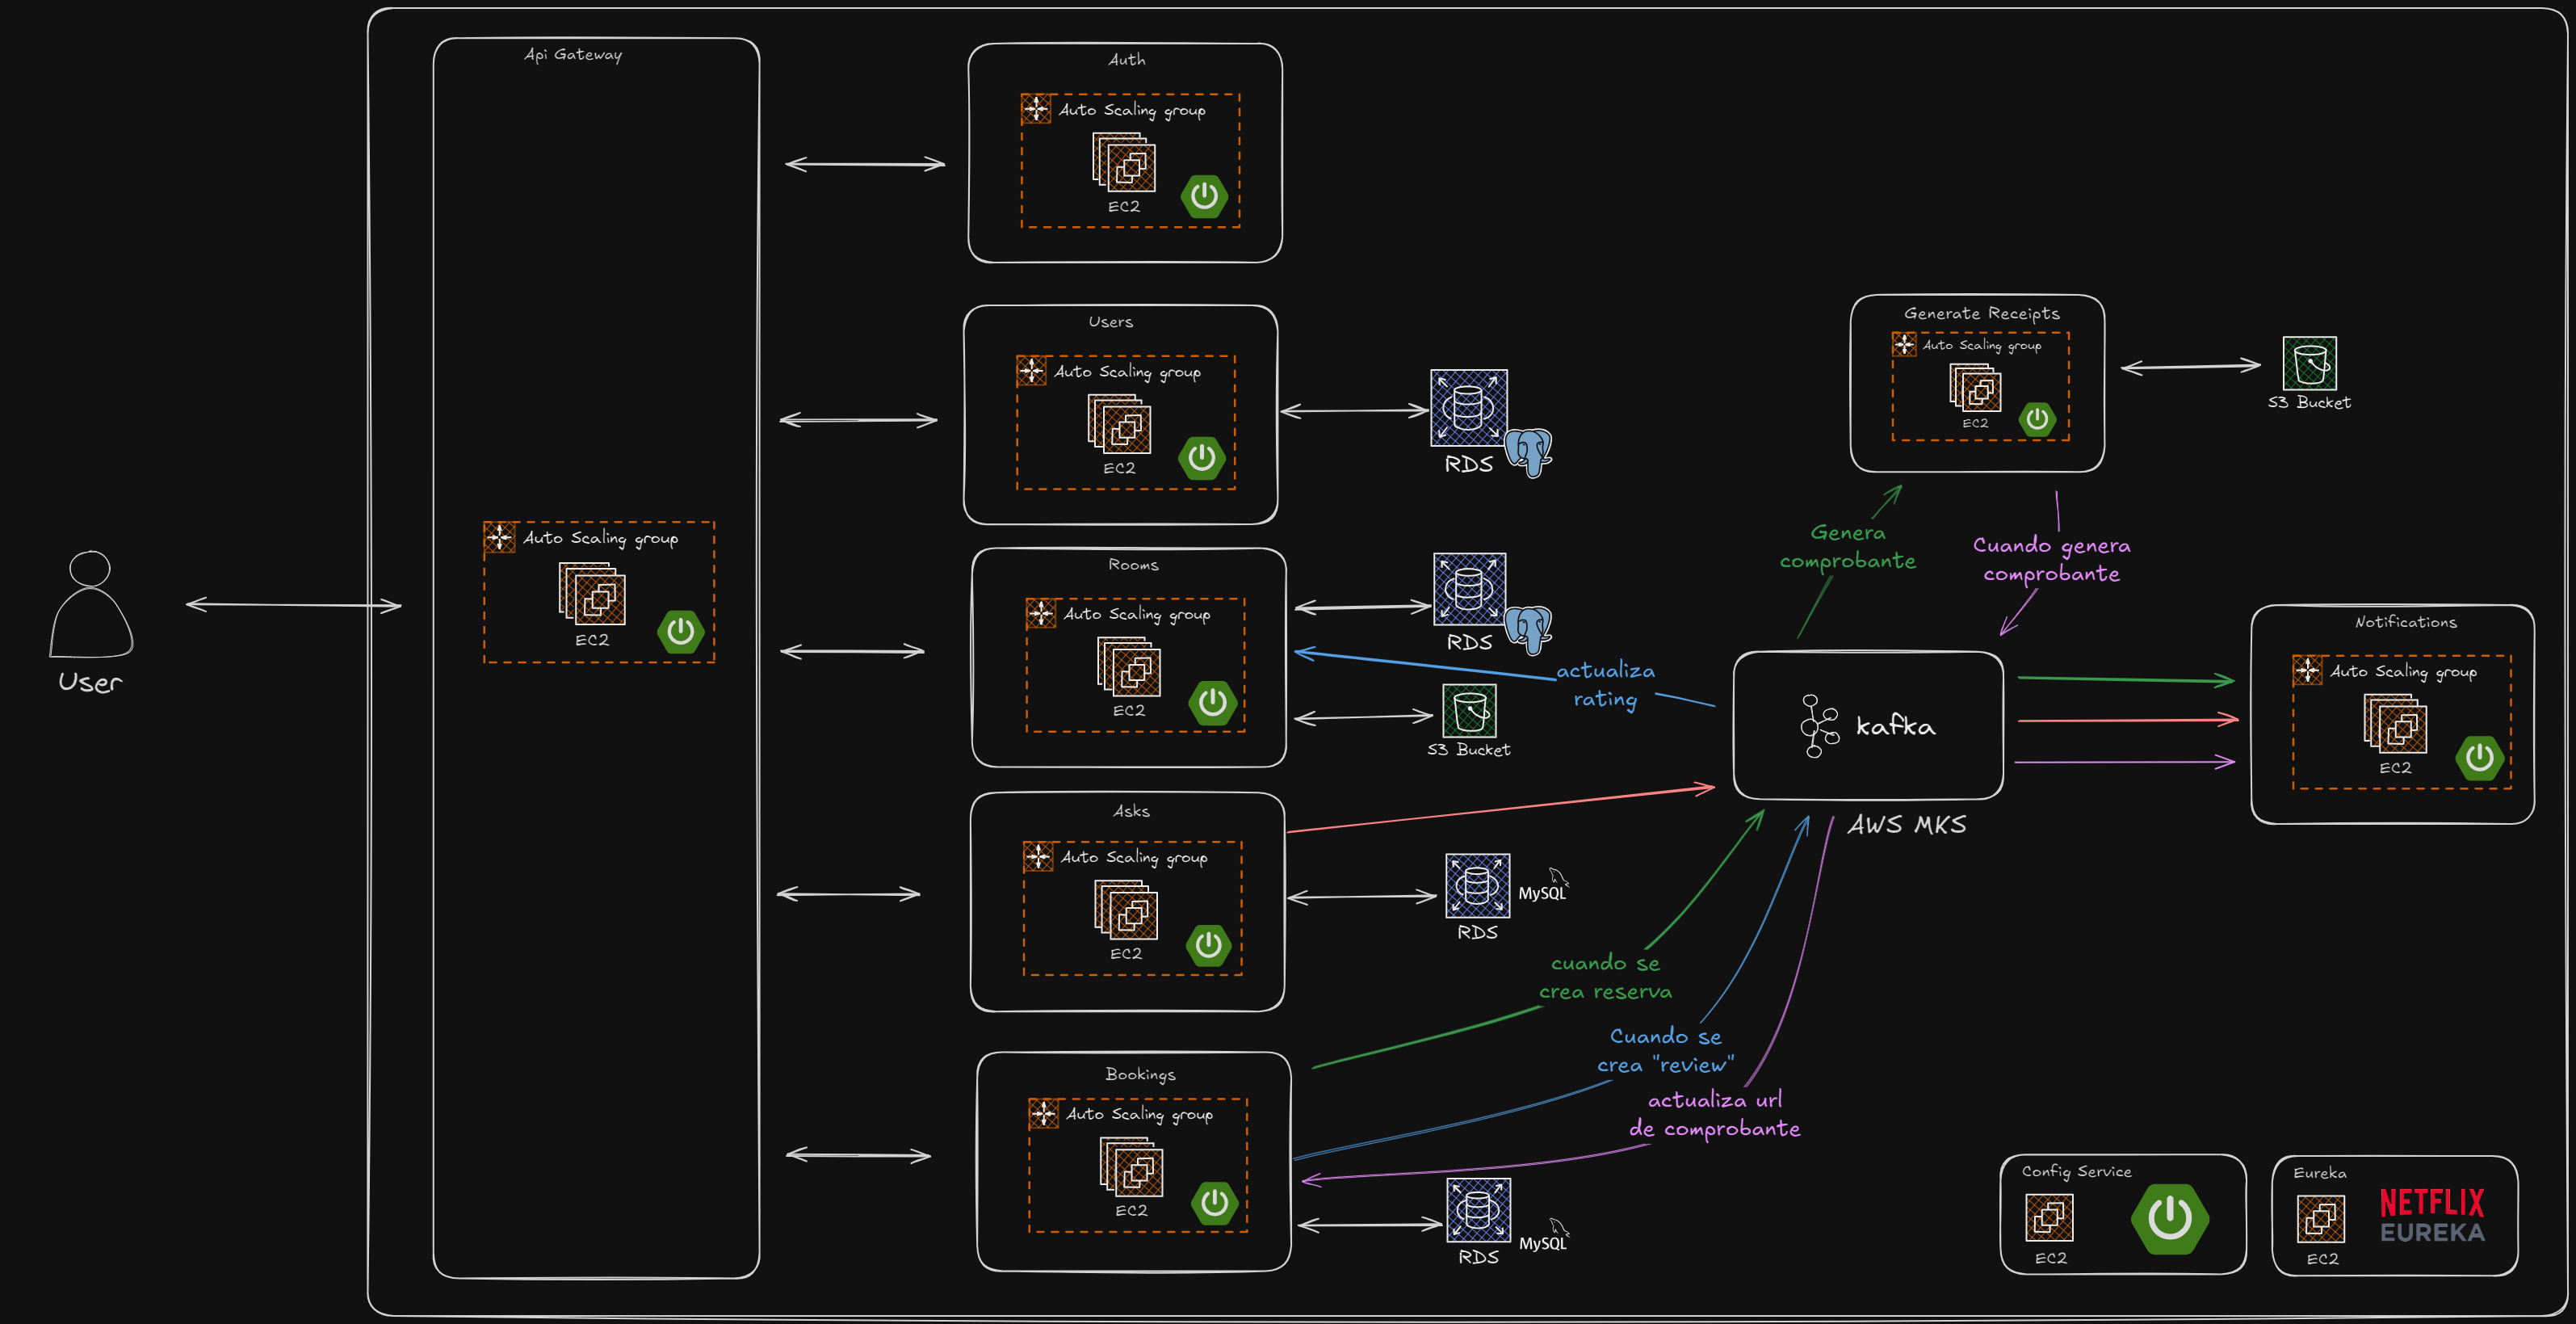 Api Gateway
Auto Scaling group
EC2
User
Auth
Auto Scaling group
EC2
Users
Auto Scaling group
EC2
RDS
Rooms
Auto Scaling group
EC2
RDS
S3 Bucket
actualiza
rating
Asks
Auto Scaling group
EC2
RDS
MySQL
Bookings
Auto Scaling group
EC2
RDS
MySQL
cuando se
crea reserva
Cuando se
crea "review"
actualiza url
de comprobante
Generate Receipts
Auto Scaling group
EC2
S3 Bucket
Genera
comprobante
Cuando genera
comprobante
kafka
AWS MKS
Notifications
Auto Scaling group
EC2
Config Service
EC2
Eureka
EC2
NETFLIX
EUREKA